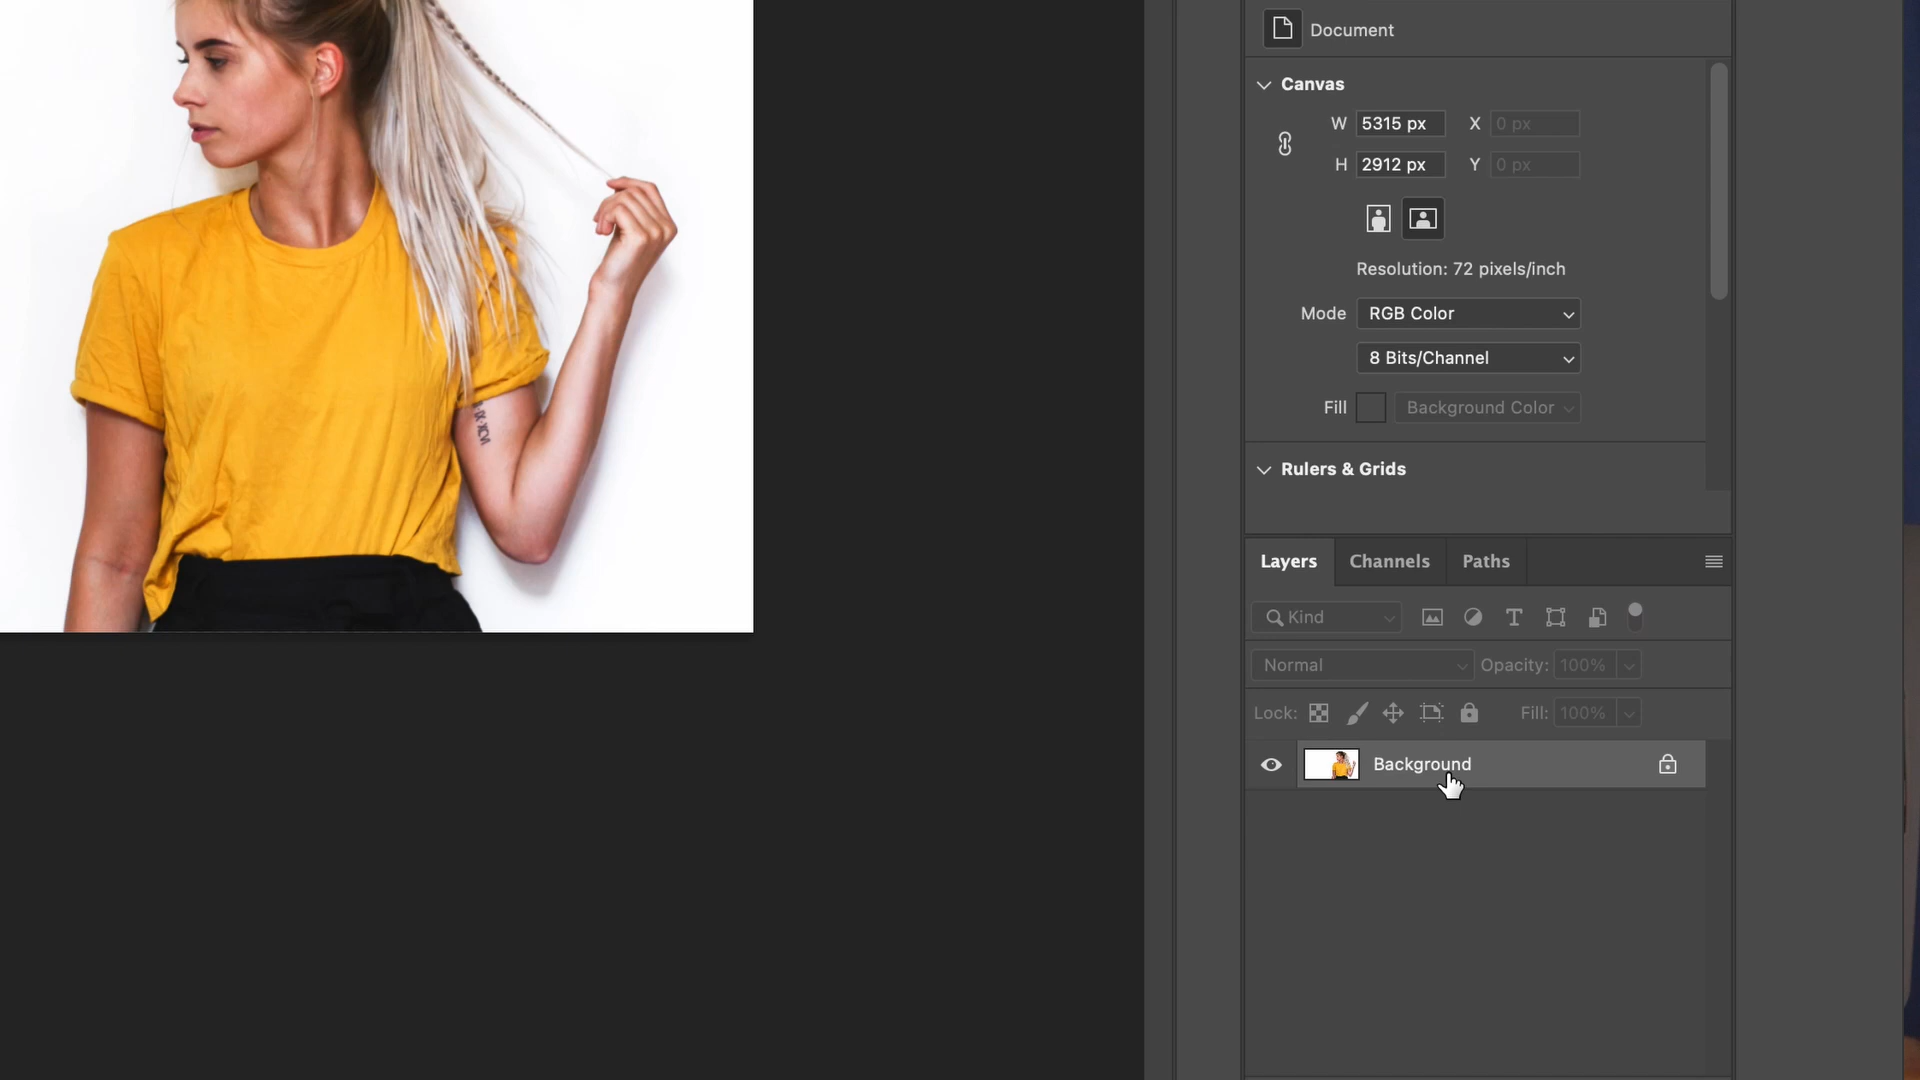 Document
Canvas
W 5315 px X 0 px
H 2912 px Y 0 px
Resolution: 72 pixels/inch
Mode RGB Color
8 Bits/Channel
Fill Background Color
Rulers & Grids
Layers Channels Paths
Kind
Normal Opacity: 100%
Lock: Fill: 100%
Background